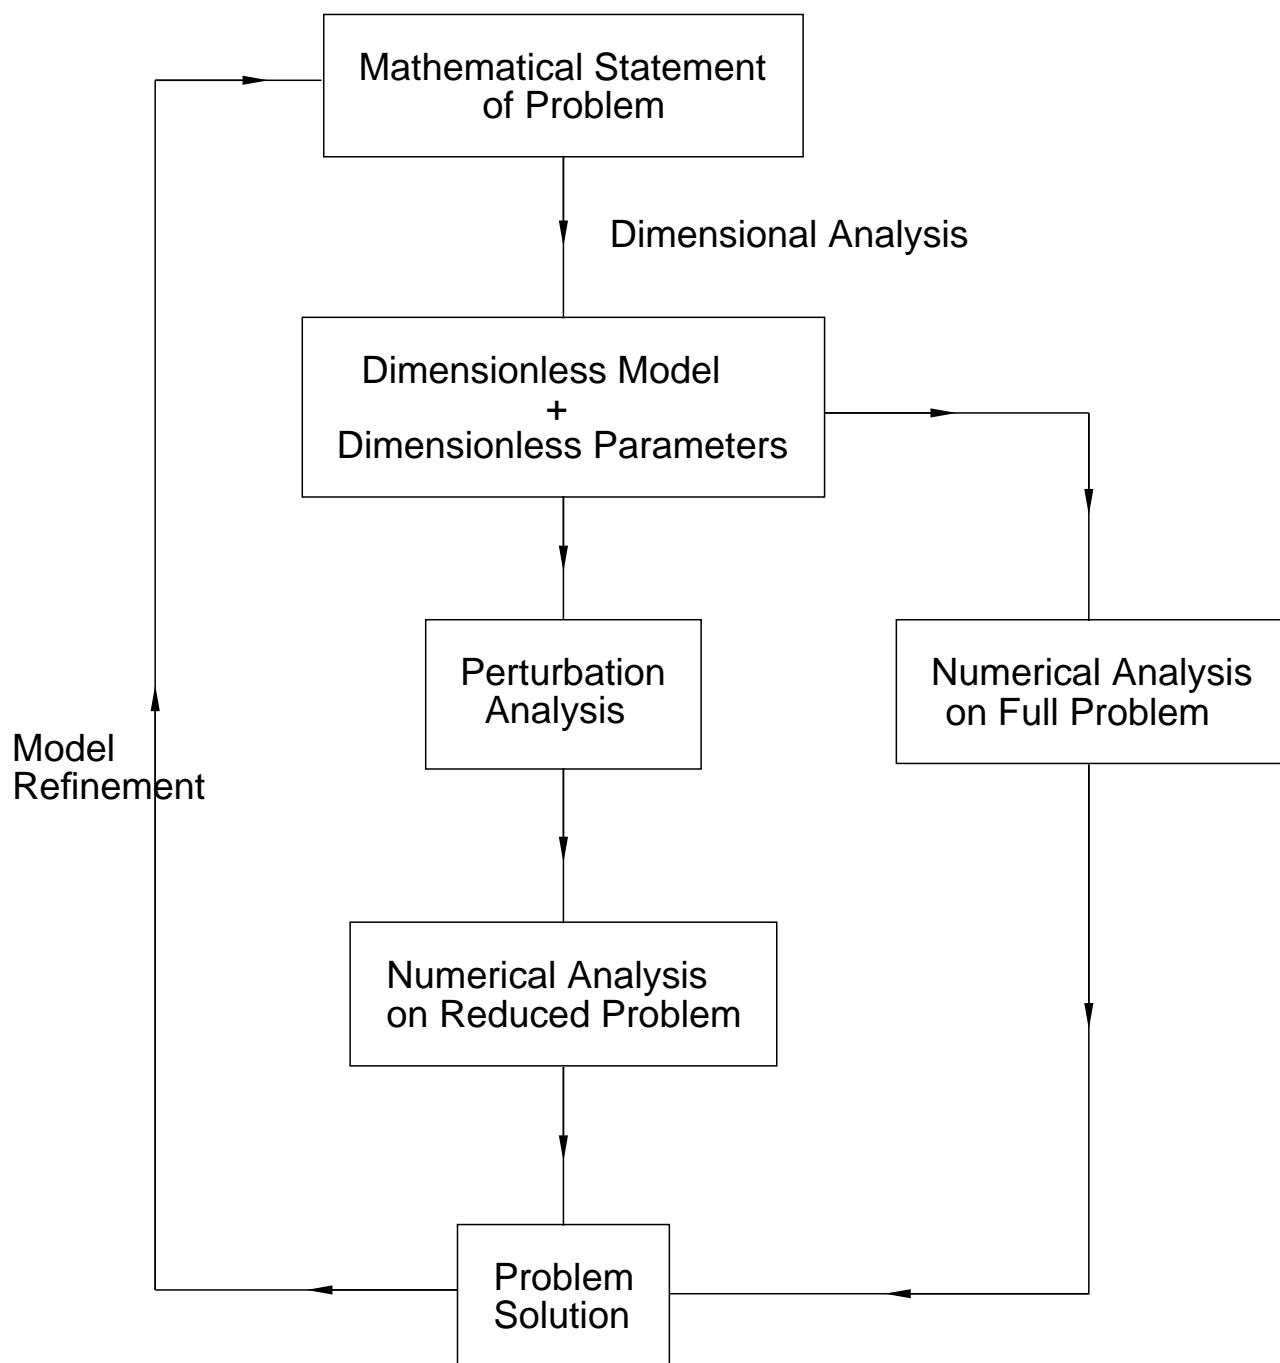 Mathematical Statement
of Problem
Dimensional Analysis
Dimensionless Model
+
Dimensionless Parameters
Perturbation
Analysis
Numerical Analysis
on Full Problem
Model
Refinement
Numerical Analysis
on Reduced Problem
Problem
Solution